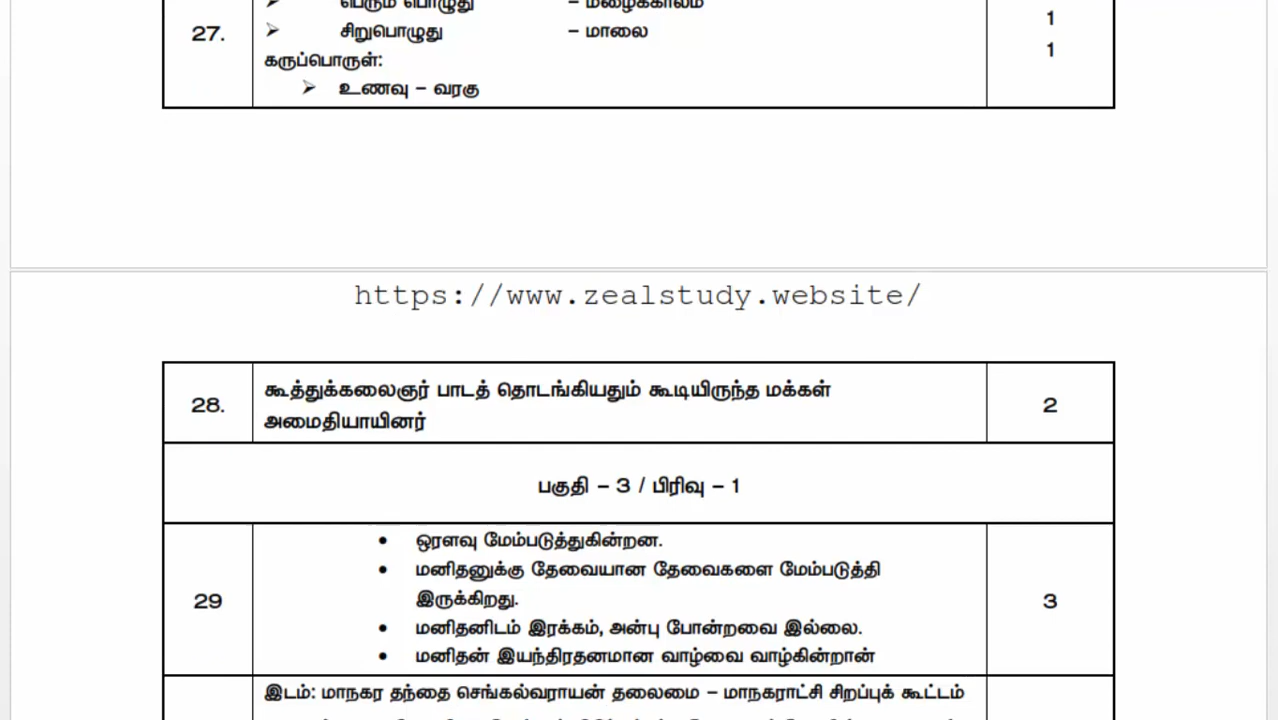 27.
பெரும் பொழுது – மழைக்காலம்
1
சிறுபொழுது – மாலை
1
கருப்பொருள்:
உணவு – வரகு
https://www.zealstudy.website/
28.
கூத்துக்கலைஞர் பாடத் தொடங்கியதும் கூடியிருந்த மக்கள்
அமைதியாயினர்
2
பகுதி – 3 / பிரிவு – 1
29
ஓரளவு மேம்படுத்துகின்றன.
மனிதனுக்கு தேவையான தேவைகளை மேம்படுத்தி
இருக்கிறது.
மனிதனிடம் இரக்கம், அன்பு போன்றவை இல்லை.
மனிதன் இயந்திரதனமான வாழ்வை வாழ்கின்றான்
3
இடம்: மாநகர தந்தை செங்கல்வராயன் தலைமை – மாநகராட்சி சிறப்புக் கூட்டம்